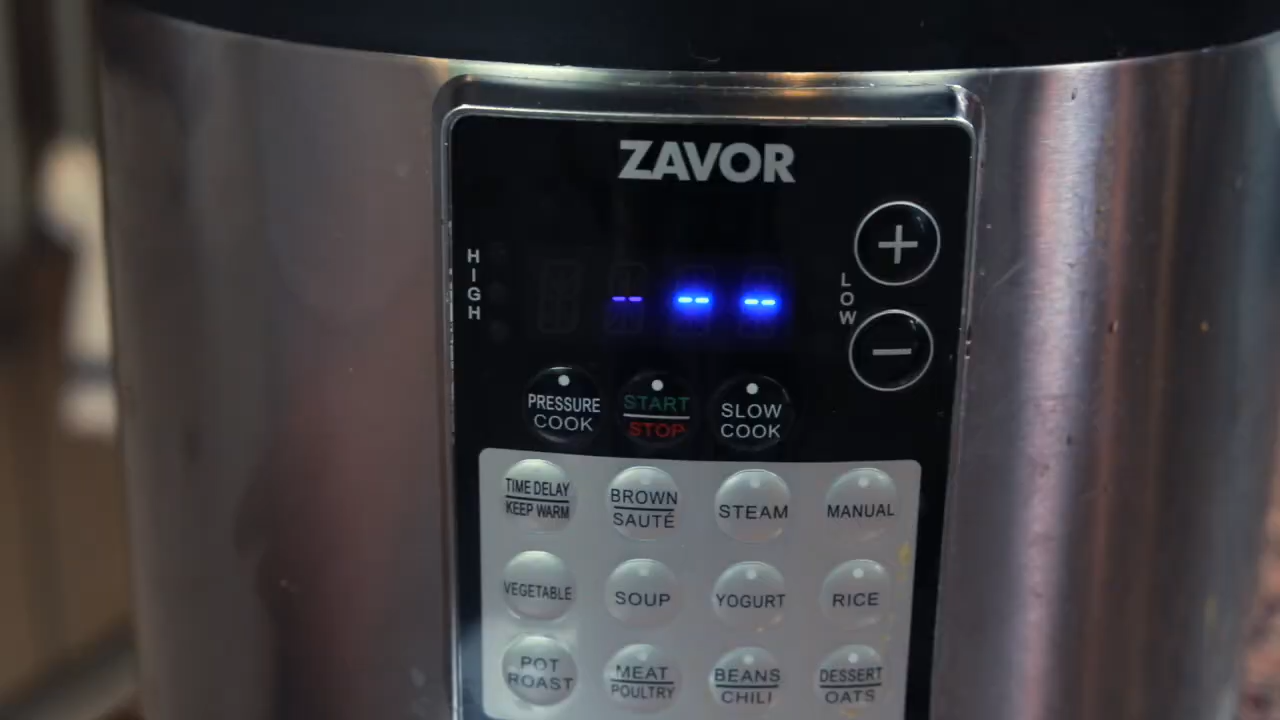 ZAVOR
HIGH
-- -- --
LOW
+
−
PRESSURE
COOK
START
STOP
SLOW
COOK
TIME DELAY
KEEP WARM
BROWN
SAUTÉ
STEAM
MANUAL
VEGETABLE
SOUP
YOGURT
RICE
POT
ROAST
MEAT
POULTRY
BEANS
CHILI
DESSERT
OATS